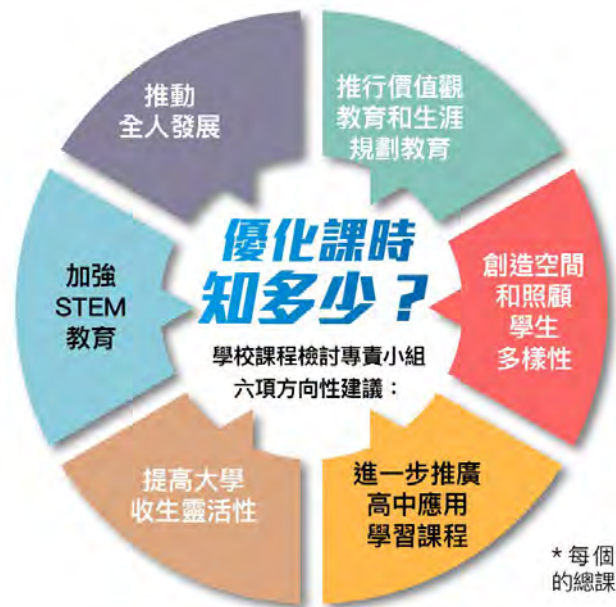 優化課時
知多少？
學校課程檢討專責小組
六項方向性建議：
推動
全人發展
推行價值觀
教育和生涯
規劃教育
創造空間
和照顧
學生
多樣性
進一步推廣
高中應用
學習課程
提高大學
收生靈活性
加強
STEM
教育
*每個
的總課